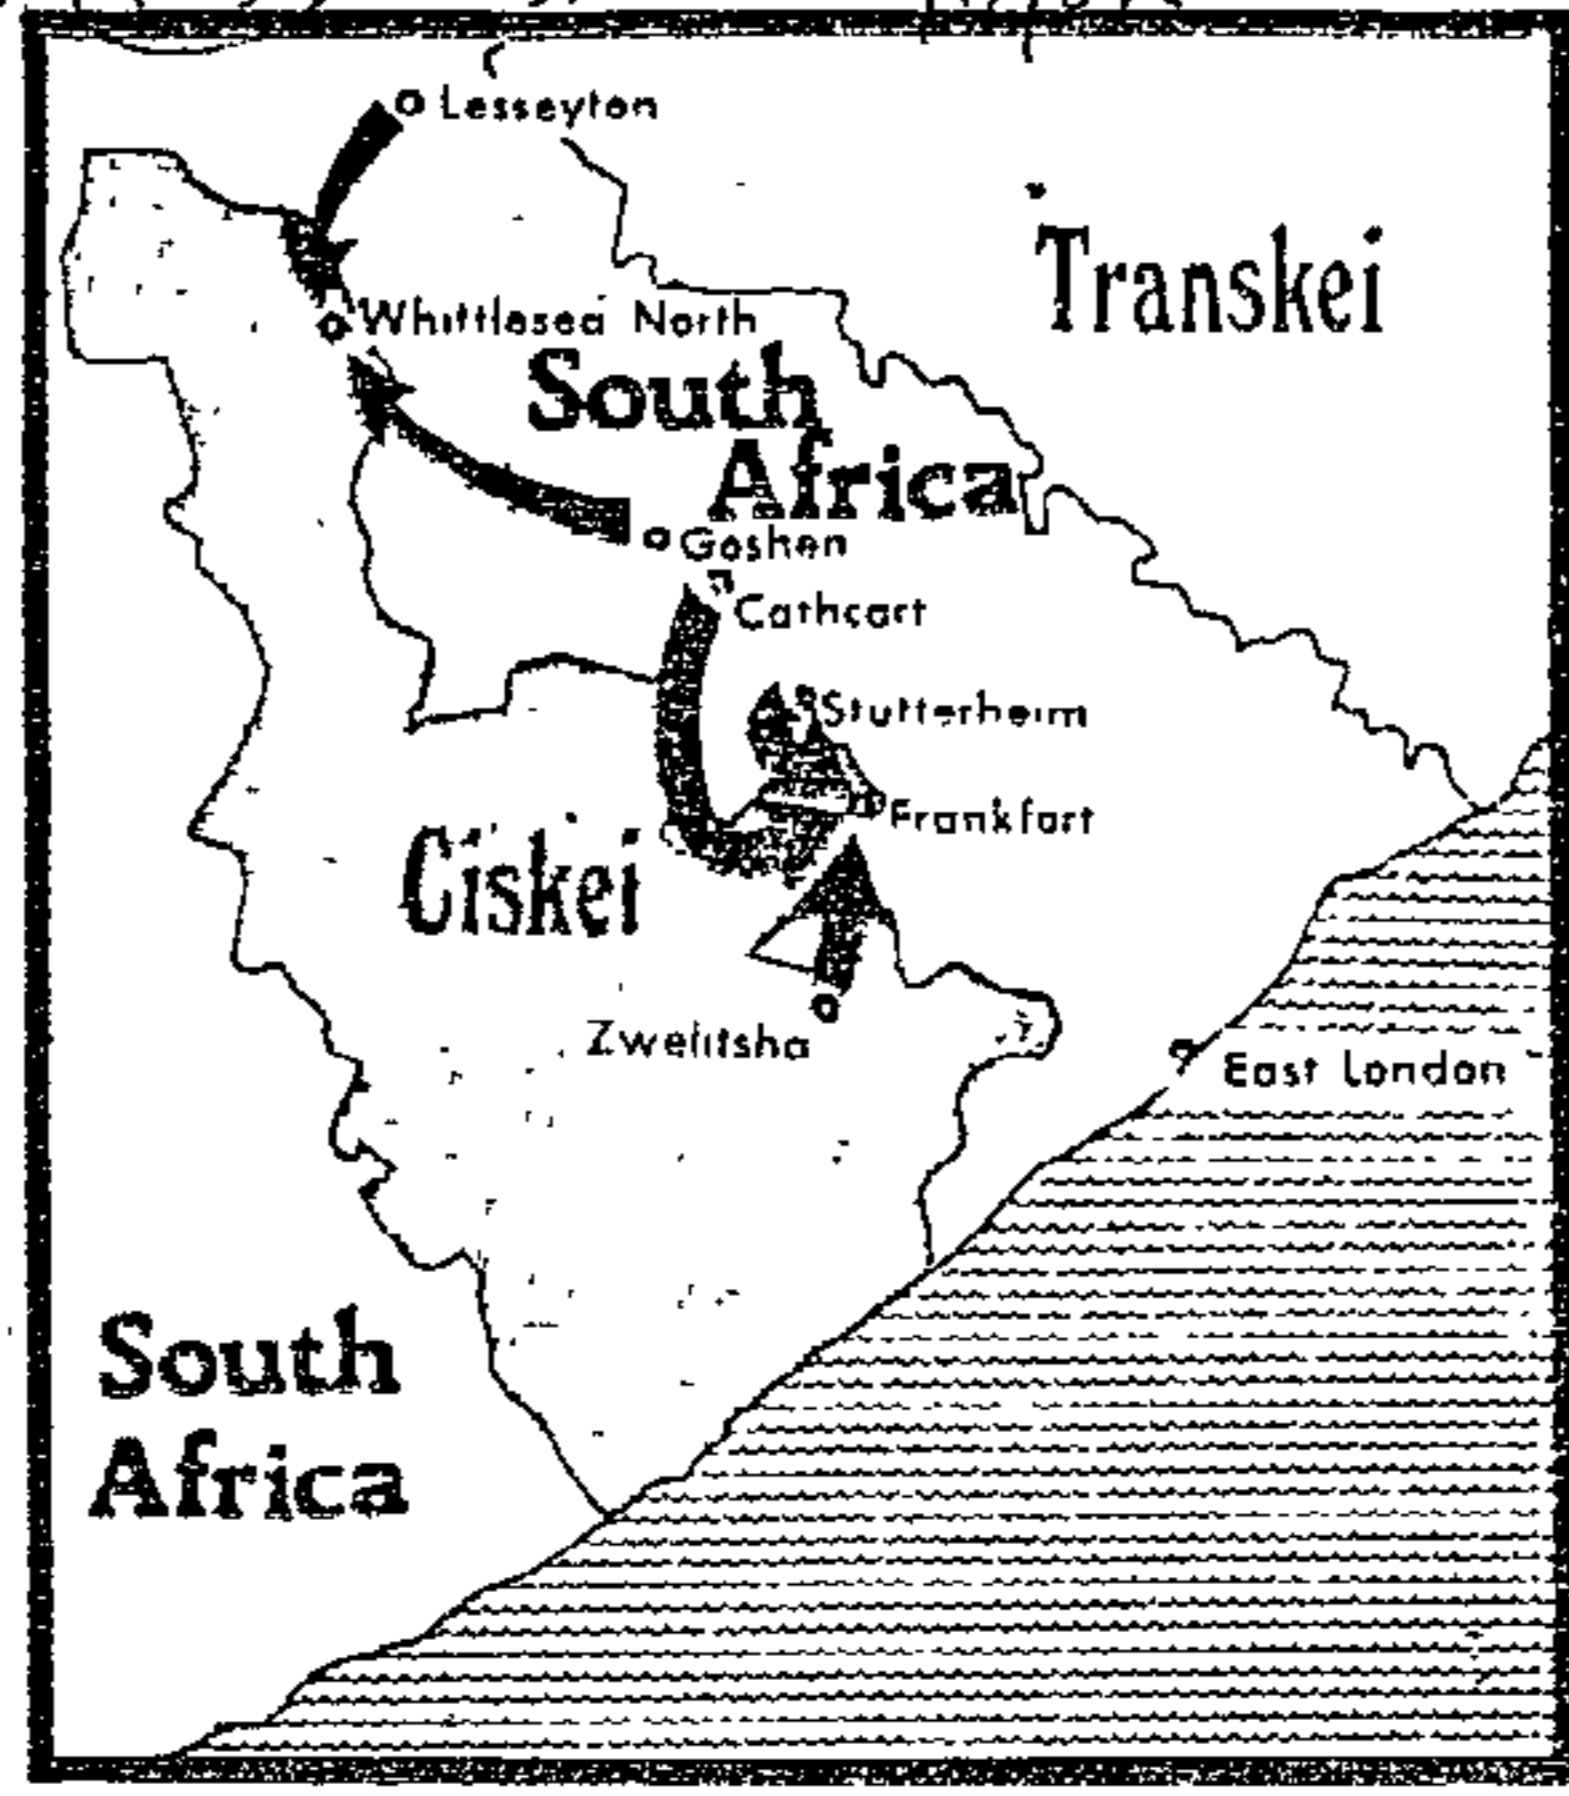 Lesseyton
Transkei
Whittlesea North
South
Africa
Goshen
Cathcart
Stutterheim
Frankfort
Ciskei
Zwelitsha
East London
South
Africa